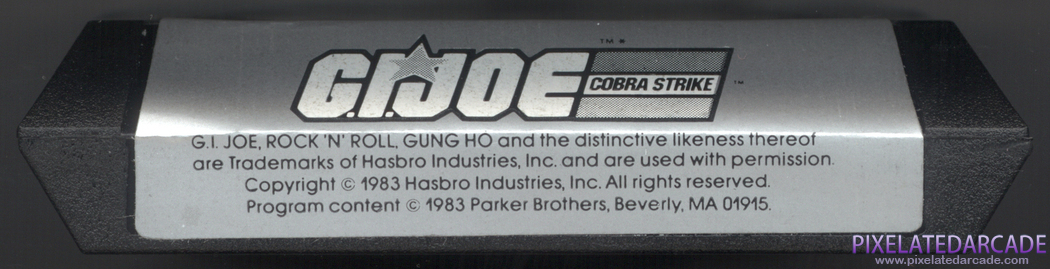 TM ®
G.I. JOE
COBRA STRIKE ™
G.I. JOE, ROCK 'N' ROLL, GUNG HO and the distinctive likeness thereof
are Trademarks of Hasbro Industries, Inc. and are used with permission.
Copyright © 1983 Hasbro Industries, Inc. All rights reserved.
Program content © 1983 Parker Brothers, Beverly, MA 01915.
PIXELATEDARCADE
www.pixelatedarcade.com